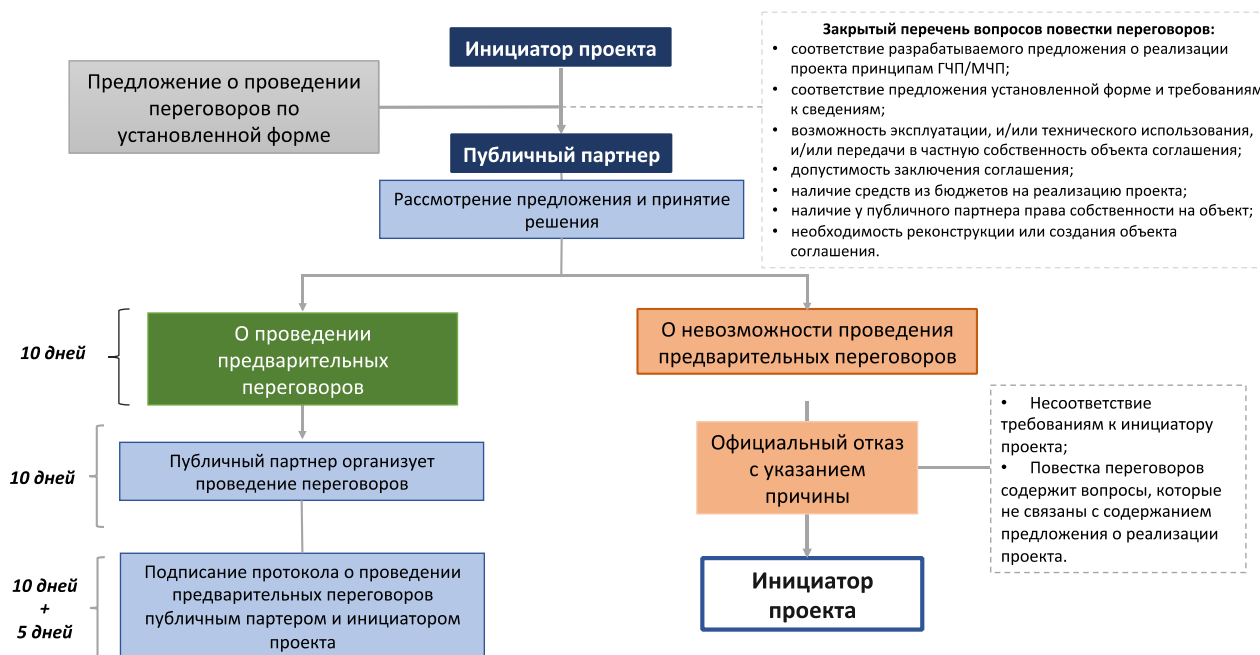 Инициатор проекта
Предложение о проведении
переговоров по
установленной форме
Закрытый перечень вопросов повестки переговоров:
• соответствие разрабатываемого предложения о реализации
проекта принципам ГЧП/МЧП;
• соответствие предложения установленной форме и требованиям
к сведениям;
• возможность эксплуатации, и/или технического использования,
и/или передачи в частную собственность объекта соглашения;
• допустимость заключения соглашения;
• наличие средств из бюджетов на реализацию проекта;
• наличие у публичного партнера права собственности на объект;
• необходимость реконструкции или создания объекта
соглашения.
Публичный партнер
Рассмотрение предложения и принятие
решения
10 дней
О проведении
предварительных
переговоров
О невозможности проведения
предварительных переговоров
10 дней
Публичный партнер организует
проведение переговоров
Официальный отказ
с указанием
причины
• Несоответствие
требованиям к инициатору
проекта;
• Повестка переговоров
содержит вопросы, которые
не связаны с содержанием
предложения о реализации
проекта.
10 дней
+
5 дней
Подписание протокола о проведении
предварительных переговоров
публичным партером и инициатором
проекта
Инициатор
проекта